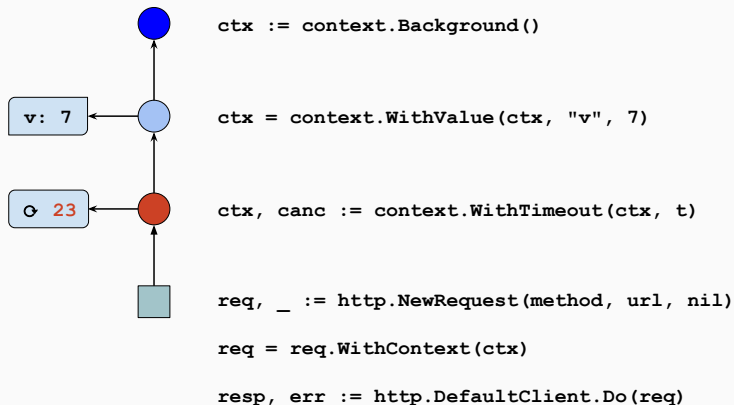 ctx := context.Background()
v: 7
ctx = context.WithValue(ctx, "v", 7)
⟳ 23
ctx, canc := context.WithTimeout(ctx, t)
req, _ := http.NewRequest(method, url, nil)
req = req.WithContext(ctx)
resp, err := http.DefaultClient.Do(req)